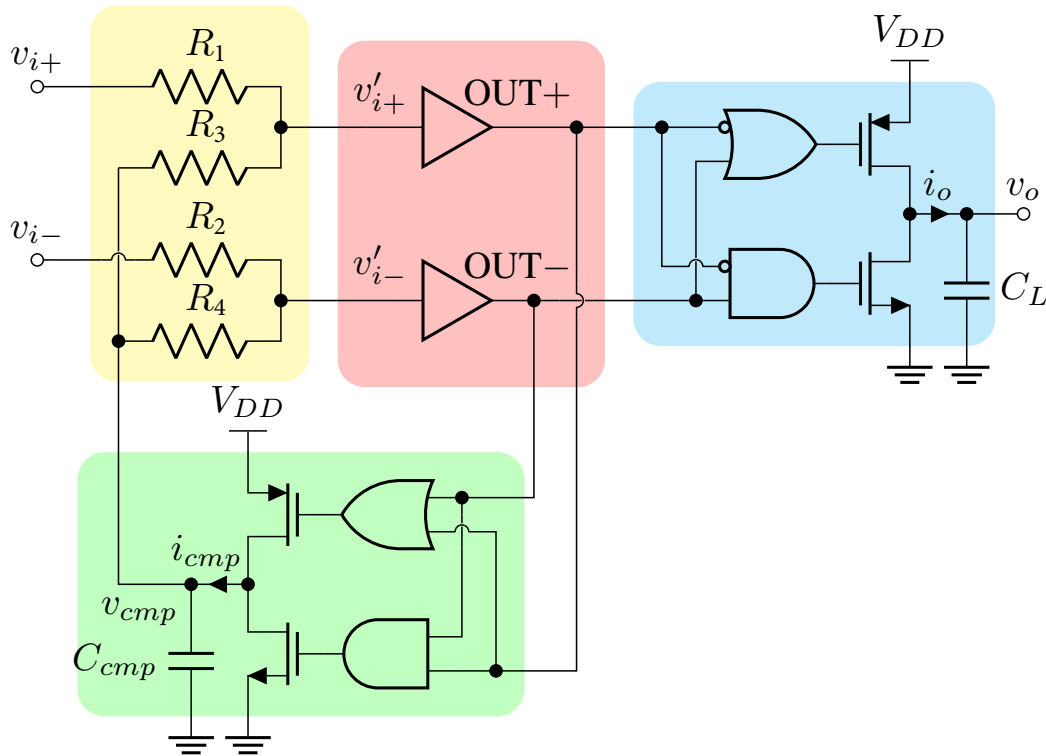 v_{i+}
R_1
R_3
v'_{i+}
OUT+
V_{DD}
v_{i-}
R_2
R_4
v'_{i-}
OUT−
i_o
v_o
C_L
V_{DD}
i_{cmp}
v_{cmp}
C_{cmp}